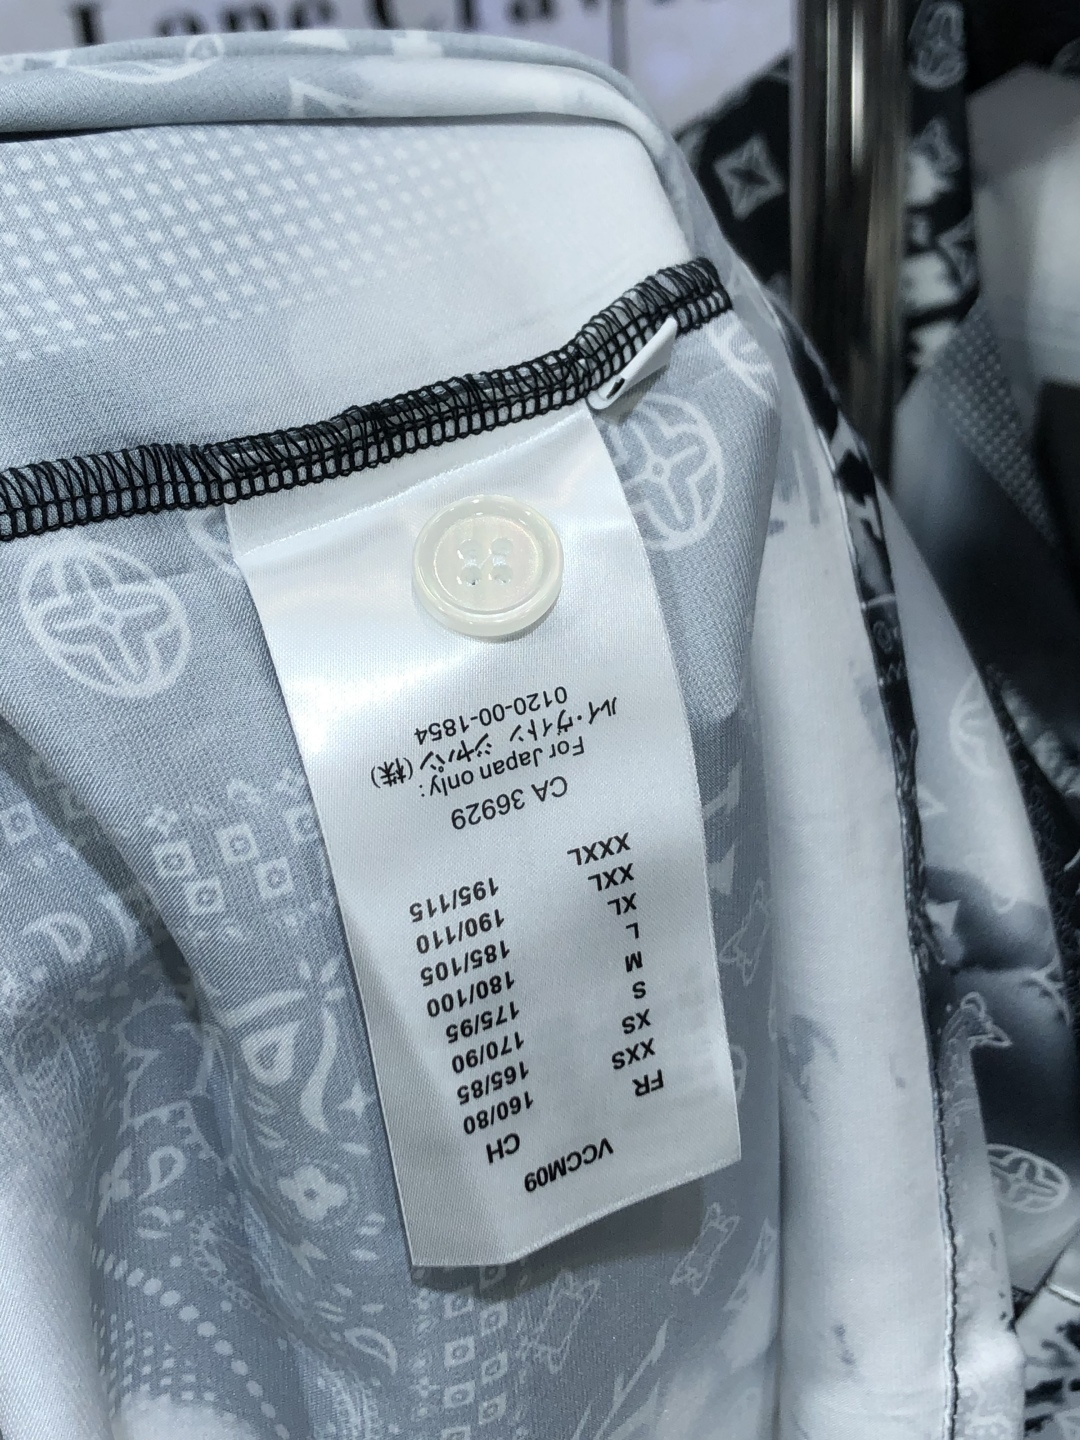 VCCM09
FR CH
XXS 160/80
XS 165/85
S 170/90
M 175/95
L 180/100
XL 185/105
XXL 190/110
XXXL 195/115
CA 36929
For Japan only:
ルイ・ヴィトン ジャパン(株)
0120-00-1854